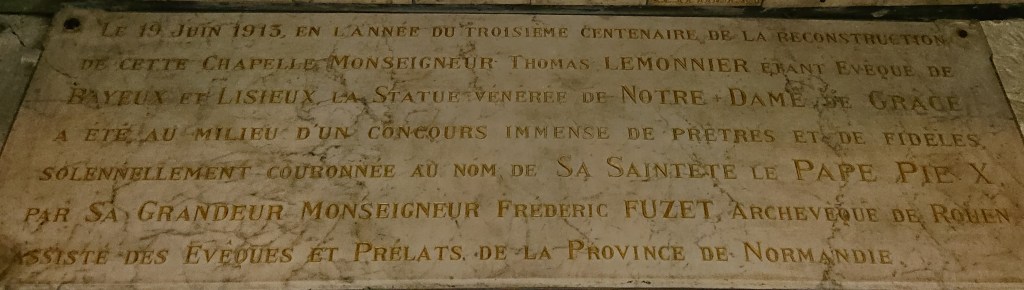 LE 19 JUIN 1913, EN L'ANNÉE DU TROISIÈME CENTENAIRE DE LA RECONSTRUCTION
DE CETTE CHAPELLE MONSEIGNEUR THOMAS LEMONNIER ÉTANT EVÊQUE DE
BAYEUX ET LISIEUX LA STATUE VÉNÉRÉE DE NOTRE-DAME DE GRACE
A ÉTÉ AU MILIEU D'UN CONCOURS IMMENSE DE PRÊTRES ET DE FIDÈLES
SOLENNELLEMENT COURONNÉE AU NOM DE SA SAINTETÉ LE PAPE PIE X,
PAR SA GRANDEUR MONSEIGNEUR FRÉDÉRIC FUZET, ARCHEVÊQUE DE ROUEN
ASSISTÉ DES EVÊQUES ET PRÉLATS DE LA PROVINCE DE NORMANDIE.